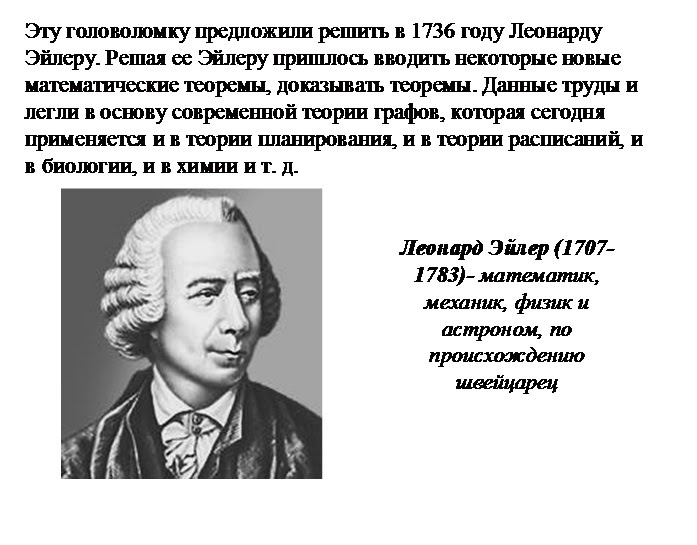 Эту головоломку предложили решить в 1736 году Леонарду
Эйлеру. Решая ее Эйлеру пришлось вводить некоторые новые
математические теоремы, доказывать теоремы. Данные труды и
легли в основу современной теории графов, которая сегодня
применяется и в теории планирования, и в теории расписаний, и
в биологии, и в химии и т. д.
Леонард Эйлер (1707-
1783)- математик,
механик, физик и
астроном, по
происхождению
швейцарец